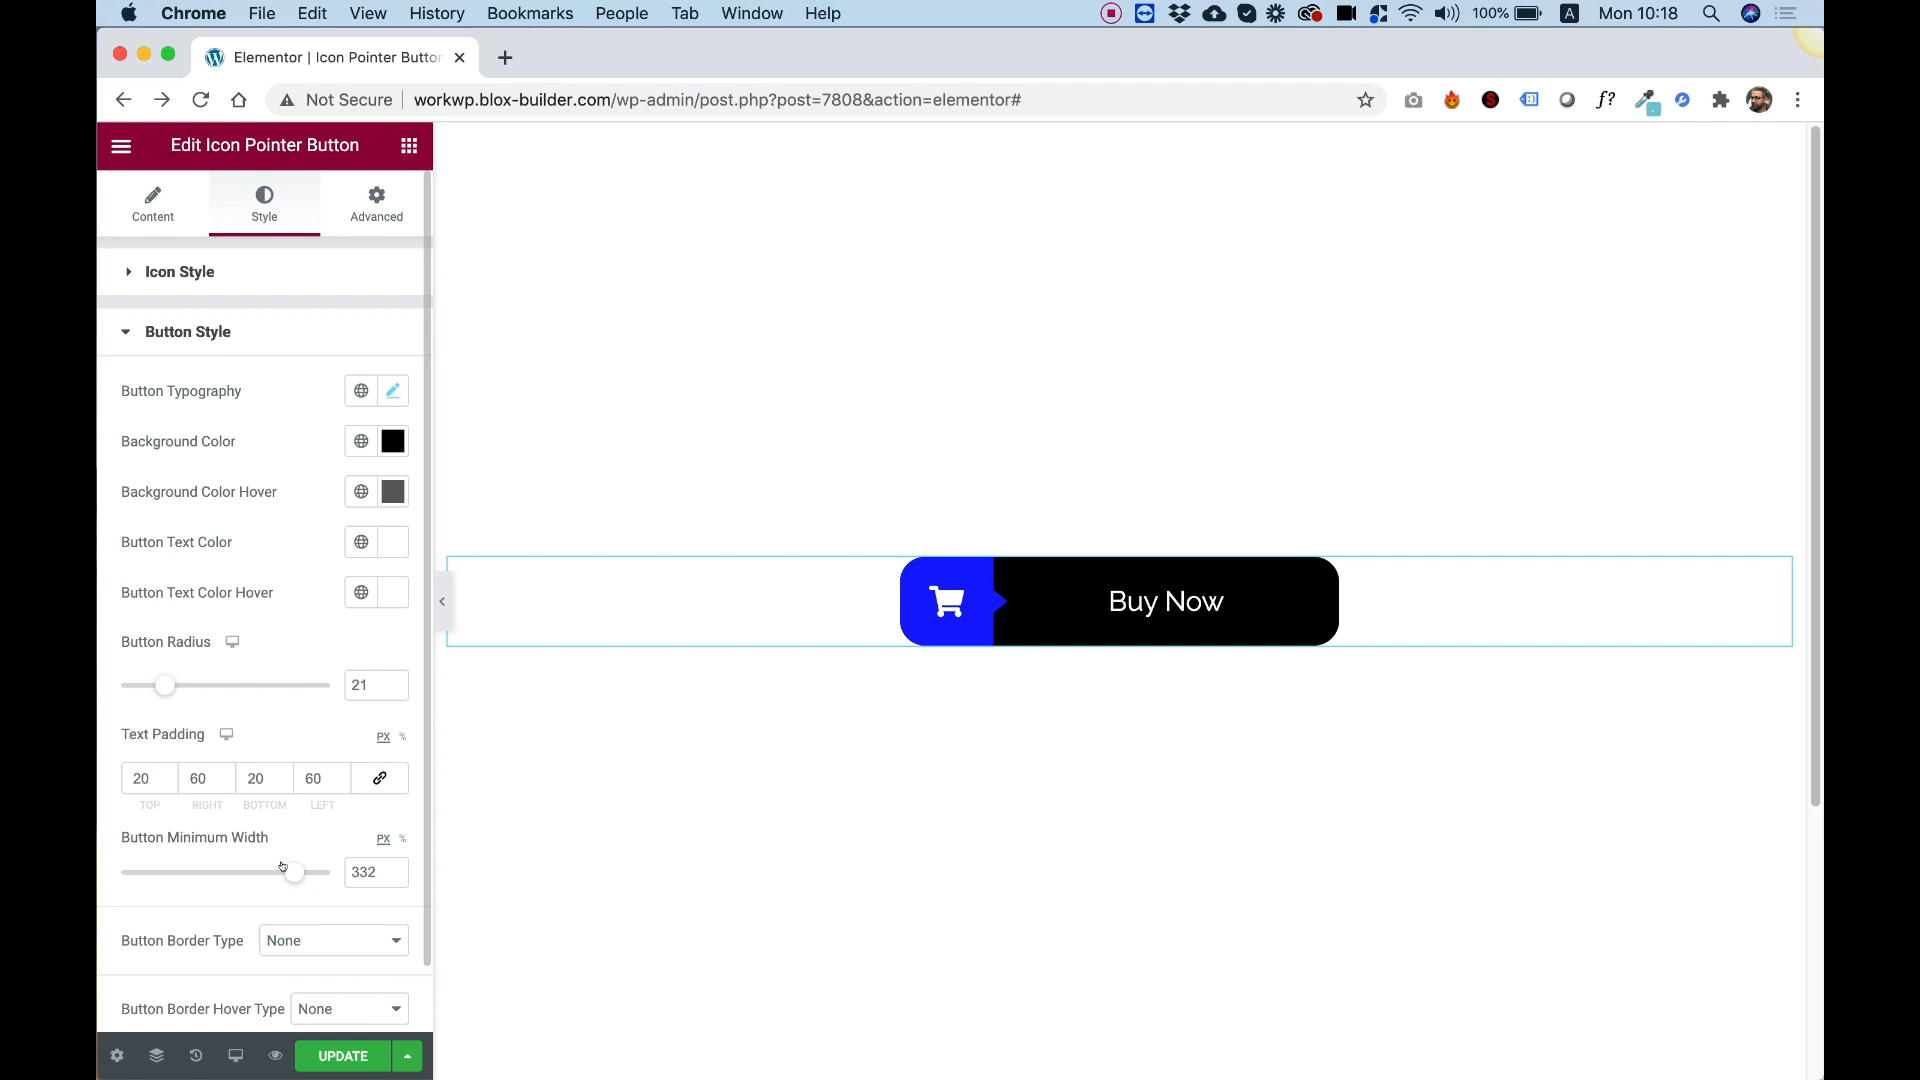 Chrome File Edit View History Bookmarks People Tab Window Help 100% A Mon 10:18
Elementor | Icon Pointer Button
Not Secure workwp.blox-builder.com/wp-admin/post.php?post=7808&action=elementor#
f?
Edit Icon Pointer Button
Content Style Advanced
Icon Style
Button Style
Button Typography
Background Color
Background Color Hover
Button Text Color
Button Text Color Hover
Button Radius
21
Text Padding PX %
20 60 20 60
TOP RIGHT BOTTOM LEFT
Button Minimum Width PX %
332
Button Border Type None
Button Border Hover Type None
UPDATE
Buy Now